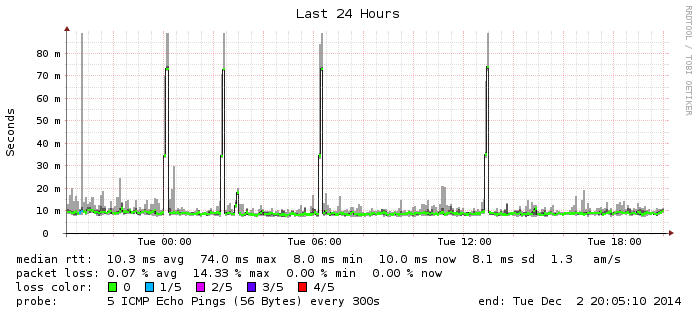 Last 24 Hours
RRDTOOL / TOBI OETIKER
Seconds
80 m
70 m
60 m
50 m
40 m
30 m
20 m
10 m
0
Tue 00:00 Tue 06:00 Tue 12:00 Tue 18:00
median rtt: 10.3 ms avg 74.0 ms max 8.0 ms min 10.0 ms now 8.1 ms sd 1.3 am/s
packet loss: 0.07 % avg 14.33 % max 0.00 % min 0.00 % now
loss color: 0 1/5 2/5 3/5 4/5
probe: 5 ICMP Echo Pings (56 Bytes) every 300s end: Tue Dec 2 20:05:10 2014